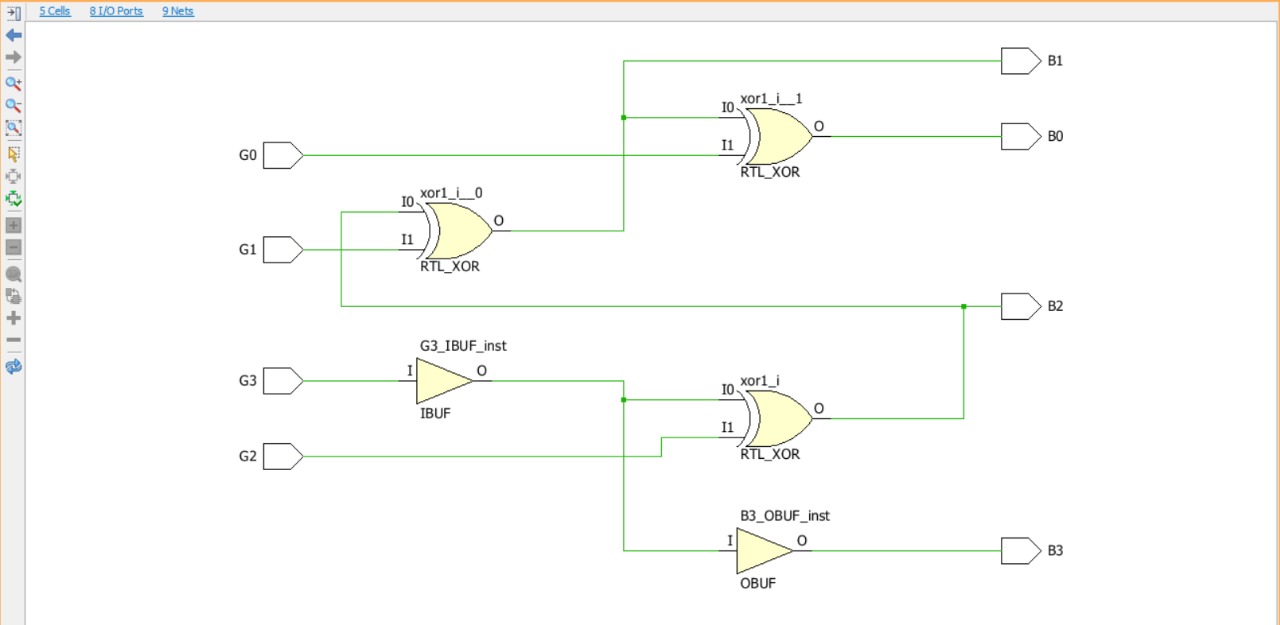 5 Cells 8 I/O Ports 9 Nets
B1
xor1_i__1
I0
O
B0
I1
G0
RTL_XOR
xor1_i__0
I0
O
I1
G1
RTL_XOR
B2
G3_IBUF_inst
I
O
G3
xor1_i
I0
O
IBUF
I1
G2
RTL_XOR
B3_OBUF_inst
I
O
B3
OBUF